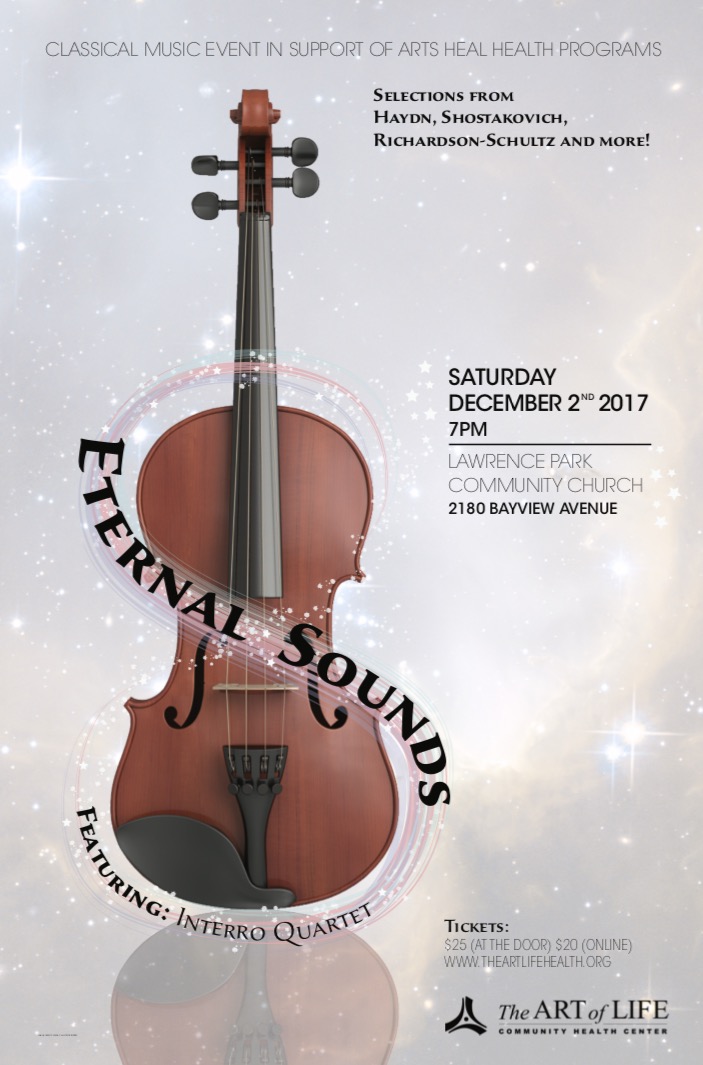 CLASSICAL MUSIC EVENT IN SUPPORT OF ARTS HEAL HEALTH PROGRAMS
SELECTIONS FROM
HAYDN, SHOSTAKOVICH,
RICHARDSON-SCHULTZ AND MORE!
SATURDAY
DECEMBER 2ND 2017
7PM
LAWRENCE PARK
COMMUNITY CHURCH
2180 BAYVIEW AVENUE
ETERNAL SOUNDS
FEATURING: INTERRO QUARTET
TICKETS:
$25 (AT THE DOOR) $20 (ONLINE)
WWW.THEARTLIFEHEALTH.ORG
The ART of LIFE
COMMUNITY HEALTH CENTER